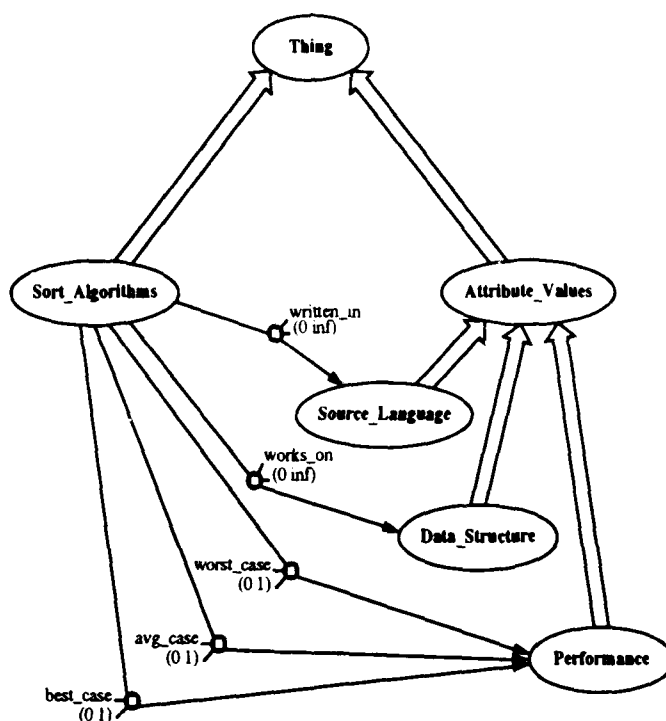 Thing
Sort_Algorithms
Attribute_Values
written_in
(0 inf)
Source_Language
works_on
(0 inf)
Data_Structure
worst_case
(0 1)
avg_case
(0 1)
Performance
best_case
(0 1)